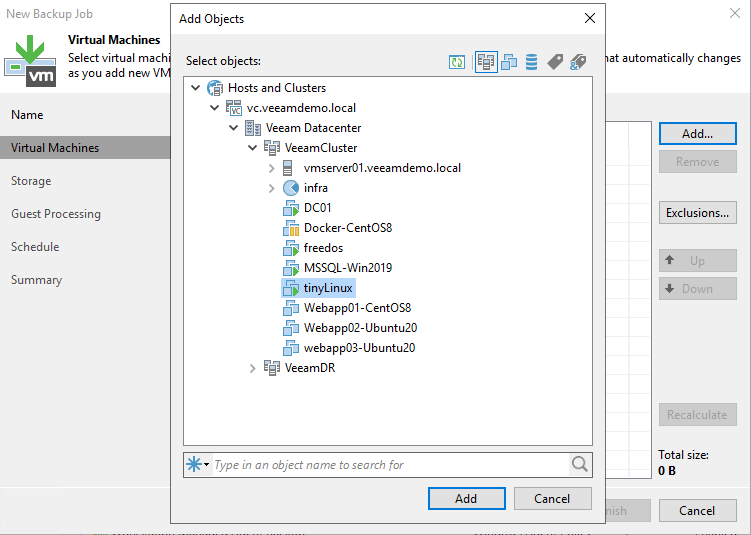 New Backup Job
Virtual Machines
Select virtual machi
hat automatically changes
as you add new VM
vm
Name
Virtual Machines
Storage
Guest Processing
Schedule
Summary
Add Objects
Select objects:
Hosts and Clusters
vc.veeamdemo.local
Veeam Datacenter
VeeamCluster
vmserver01.veeamdemo.local
infra
DC01
Docker-CentOS8
freedos
MSSQL-Win2019
tinyLinux
Webapp01-CentOS8
Webapp02-Ubuntu20
webapp03-Ubuntu20
VeeamDR
Type in an object name to search for
Add
Cancel
Add...
Remove
Exclusions...
Up
Down
Recalculate
Total size:
0 B
nish
Cancel